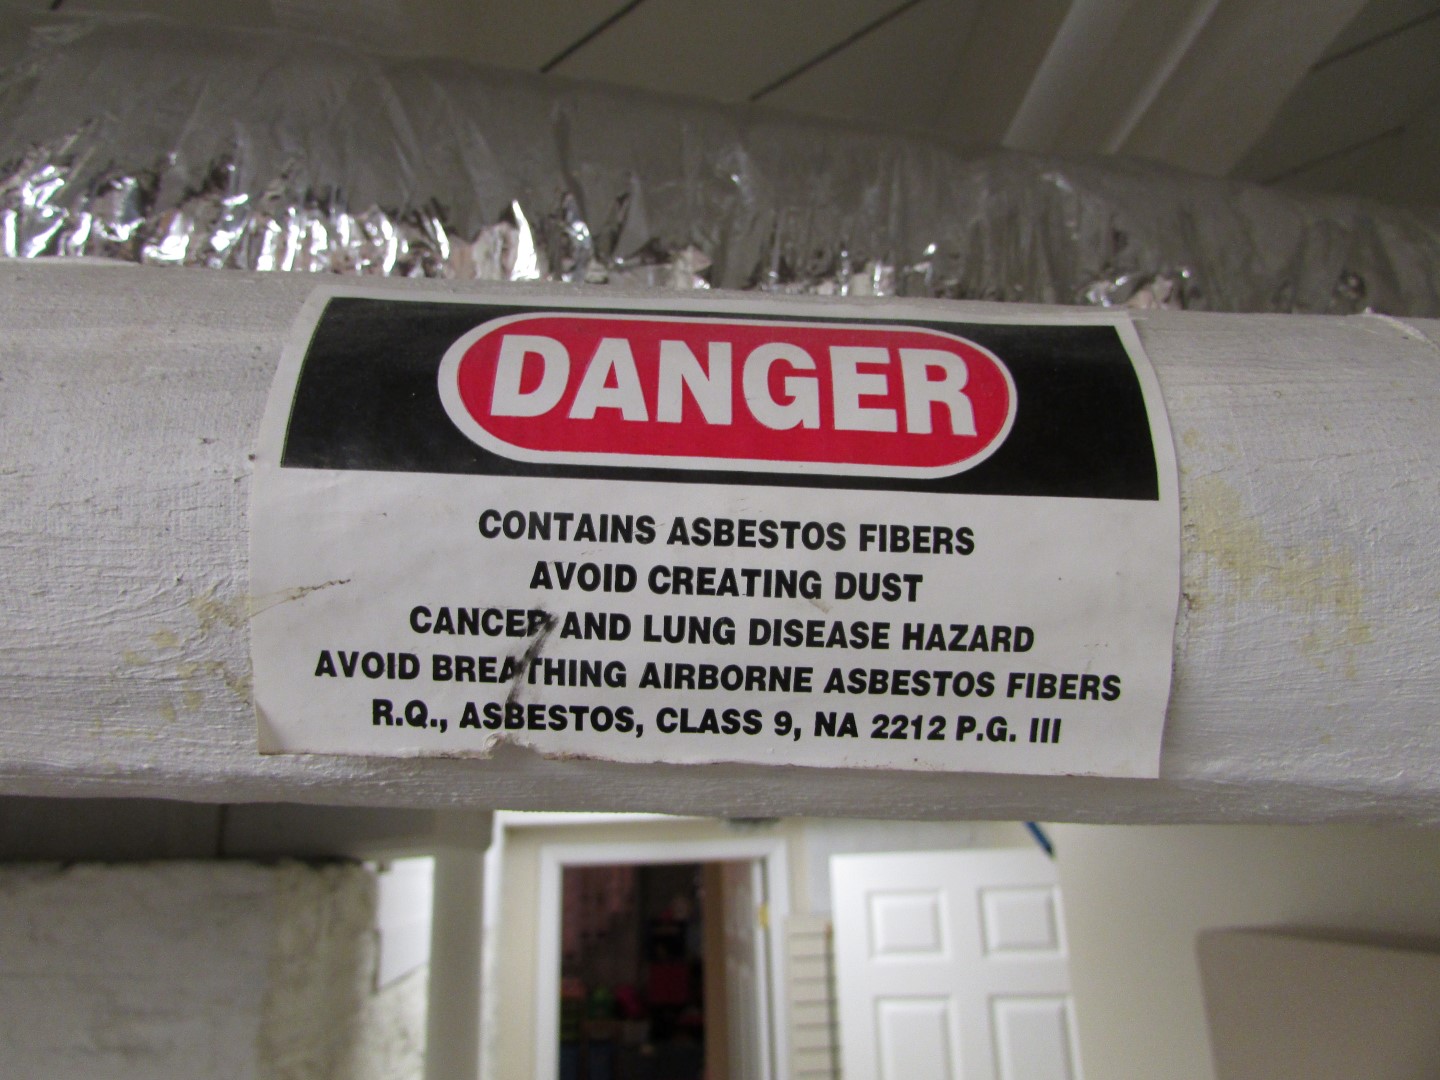 DANGER
CONTAINS ASBESTOS FIBERS
AVOID CREATING DUST
CANCER AND LUNG DISEASE HAZARD
AVOID BREATHING AIRBORNE ASBESTOS FIBERS
R.Q., ASBESTOS, CLASS 9, NA 2212 P.G. III